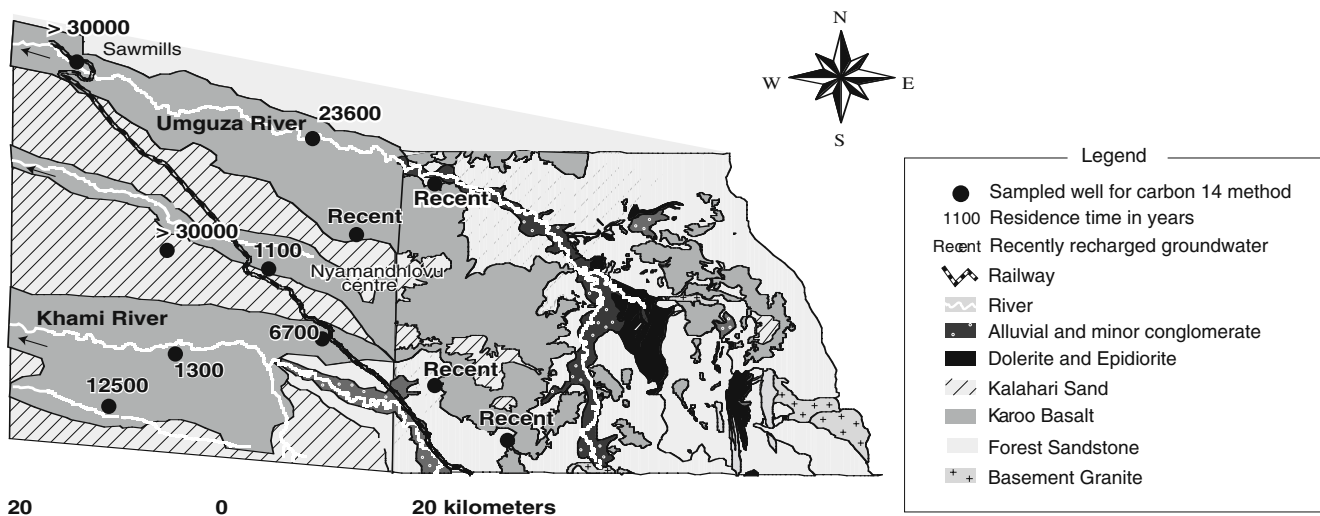 > 30000
Sawmills
23600
Umguza River
Recent
Recent
> 30000
1100
Nyamandhlovu
centre
Khami River
6700
1300
Recent
12500
Recent
20 0 20 kilometers
N
W E
S
Legend
Sampled well for carbon 14 method
1100 Residence time in years
Recent Recently recharged groundwater
Railway
River
Alluvial and minor conglomerate
Dolerite and Epidiorite
Kalahari Sand
Karoo Basalt
Forest Sandstone
Basement Granite